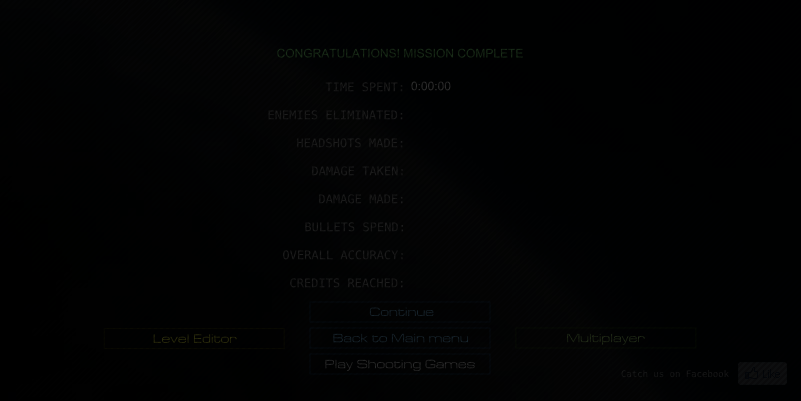 CONGRATULATIONS! MISSION COMPLETE
TIME SPENT: 0:00:00
ENEMIES ELIMINATED:
HEADSHOTS MADE:
DAMAGE TAKEN:
DAMAGE MADE:
BULLETS SPEND:
OVERALL ACCURACY:
CREDITS REACHED:
Continue
Level Editor
Back to Main menu
Multiplayer
Play Shooting Games
Catch us on Facebook